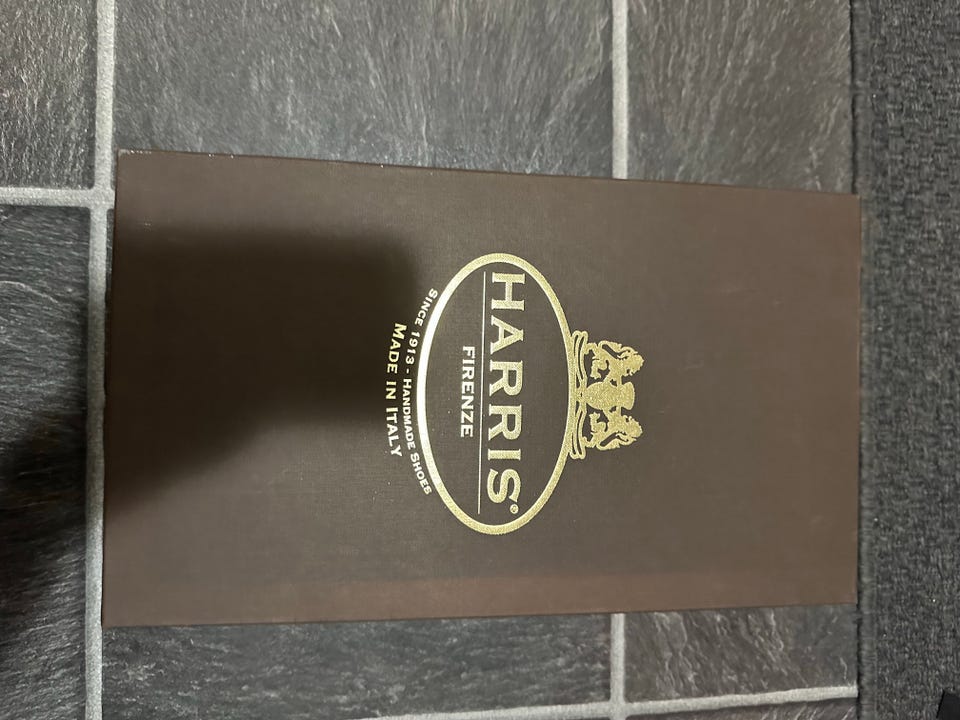 HARRIS®
FIRENZE
SINCE 1913 - HANDMADE SHOES
MADE IN ITALY